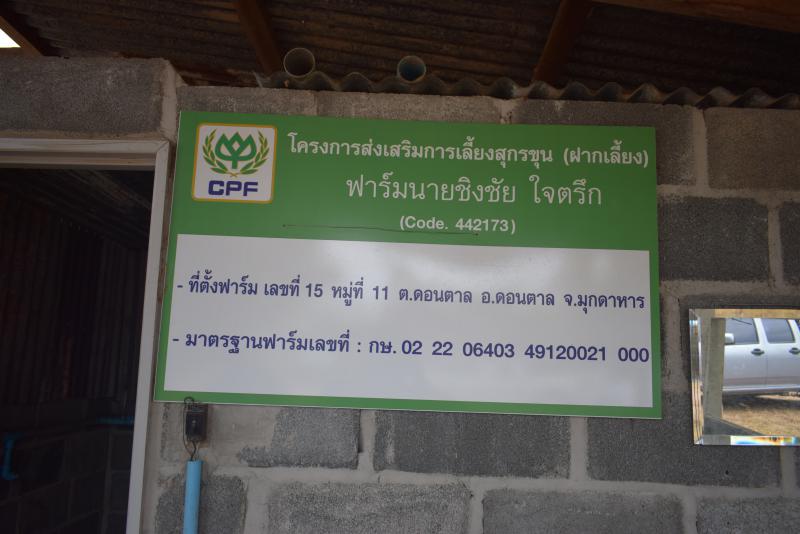 CPF
โครงการส่งเสริมการเลี้ยงสุกรขุน (ฝากเลี้ยง)
ฟาร์มนายชิงชัย ใจตรึก
(Code. 442173)
- ที่ตั้งฟาร์ม เลขที่ 15 หมู่ที่ 11 ต.ดอนตาล อ.ดอนตาล จ.มุกดาหาร
- มาตรฐานฟาร์มเลขที่ : กษ. 02 22 06403 49120021 000